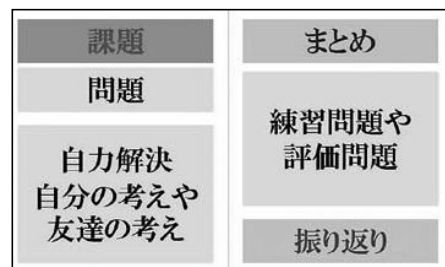 課題
問題
自力解決
自分の考えや
友達の考え
まとめ
練習問題や
評価問題
振り返り